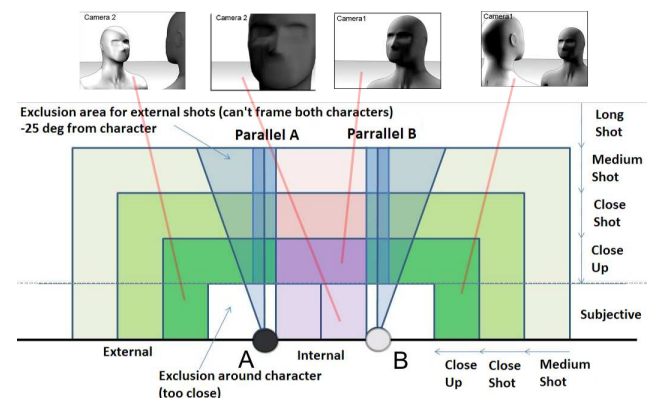 Camera 2
Camera 2
Camera1
Camera1
Exclusion area for external shots (can't frame both characters)
-25 deg from character
Parallel A
Parrallel B
Long
Shot
Medium
Shot
Close
Shot
Close
Up
Subjective
External
A
Internal
B
Exclusion around character
(too close)
Close
Up
Close
Shot
Medium
Shot